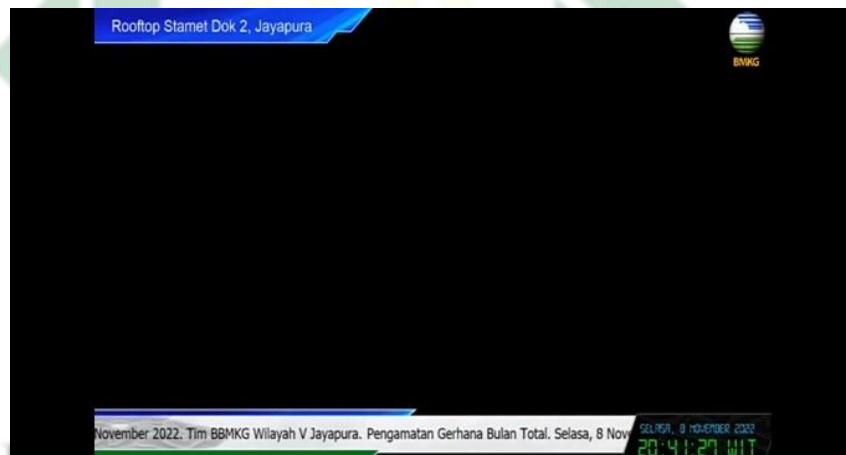 Rooftop Stamet Dok 2, Jayapura
BMKG
November 2022. Tim BBMKG Wilayah V Jayapura. Pengamatan Gerhana Bulan Total. Selasa, 8 Nov
SELASA, 8 NOVEMBER 2022
20:41:27 WIT